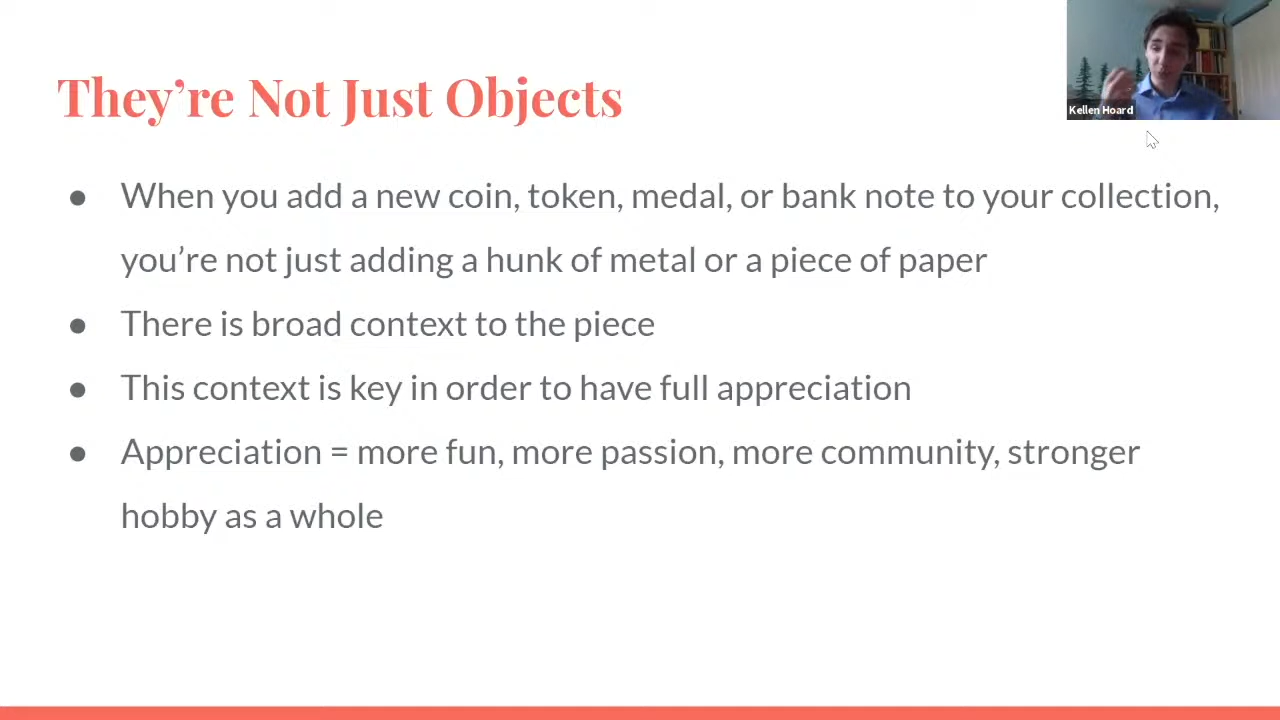 They're Not Just Objects
Kellen Hoard
● When you add a new coin, token, medal, or bank note to your collection,
you're not just adding a hunk of metal or a piece of paper
● There is broad context to the piece
● This context is key in order to have full appreciation
● Appreciation = more fun, more passion, more community, stronger
hobby as a whole